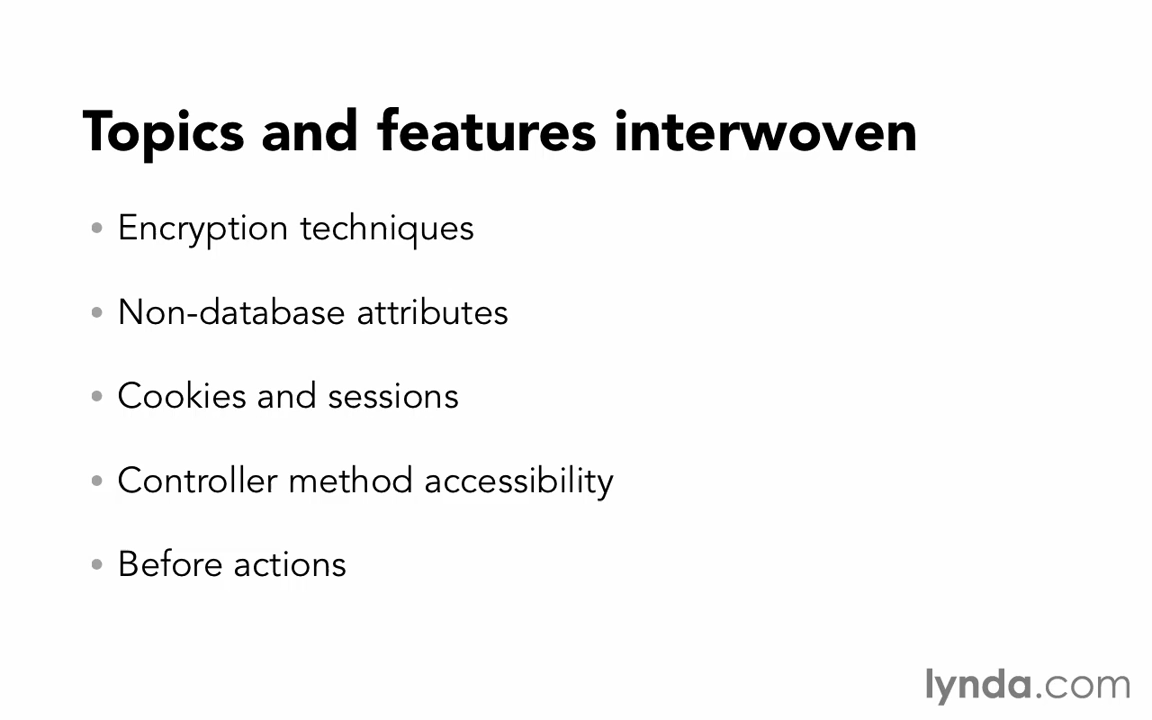 Topics and features interwoven
• Encryption techniques
• Non-database attributes
• Cookies and sessions
• Controller method accessibility
• Before actions
lynda.com